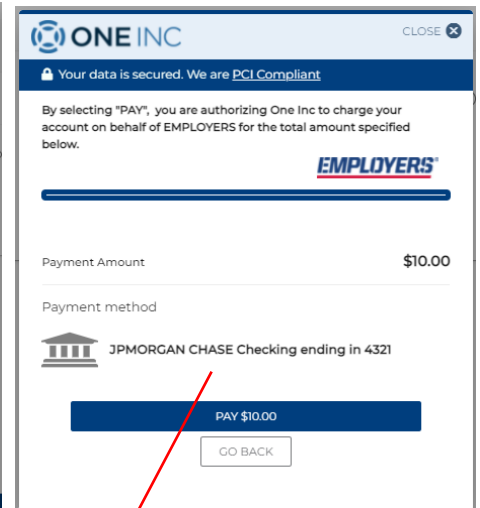 ONE INC
CLOSE
Your data is secured. We are PCI Compliant
By selecting "PAY", you are authorizing One Inc to charge your
account on behalf of EMPLOYERS for the total amount specified
below.
EMPLOYERS
Payment Amount $10.00
Payment method
JPMORGAN CHASE Checking ending in 4321
PAY $10.00
GO BACK